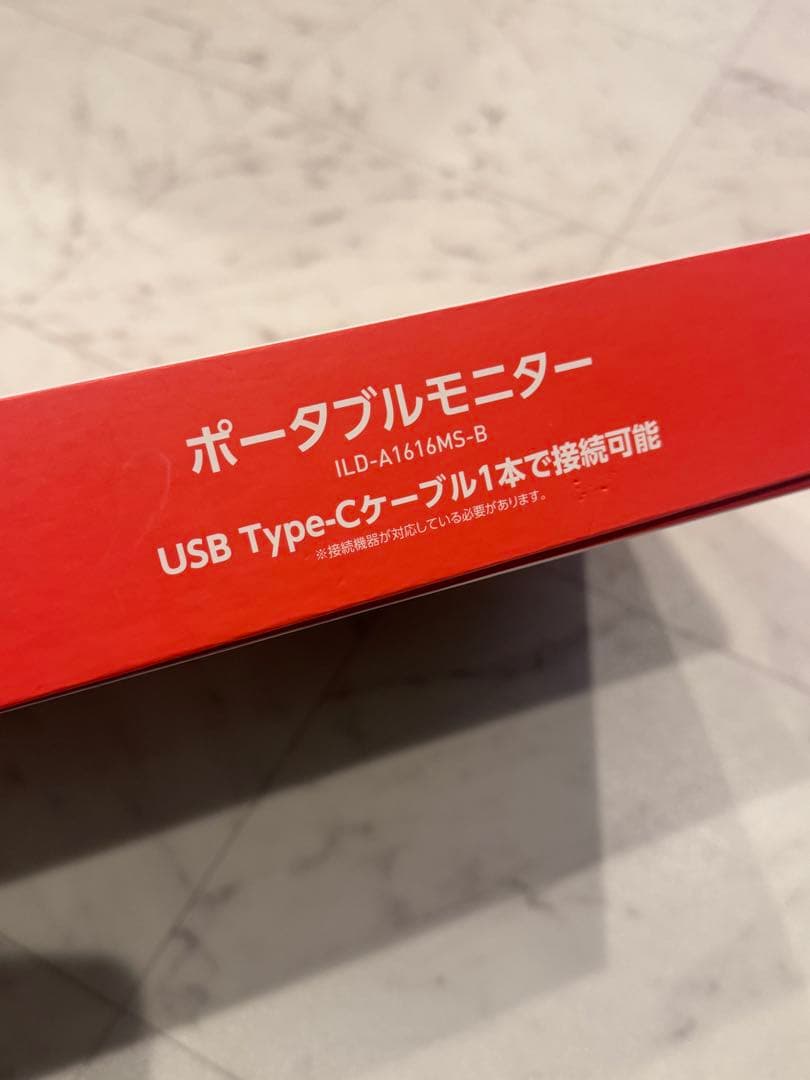 ポータブルモニター
ILD-A1616MS-B
USB Type-Cケーブル1本で接続可能
※接続機器が対応している必要があります。